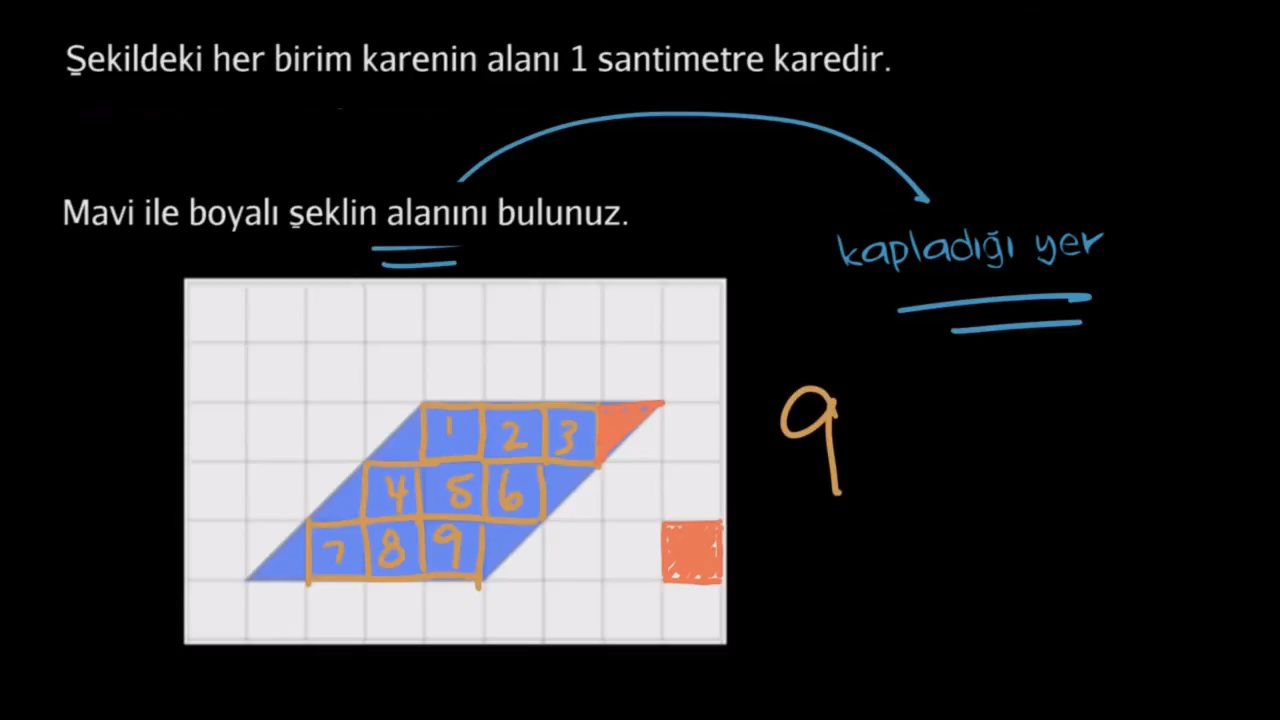 Şekildeki her birim karenin alanı 1 santimetre karedir.
Mavi ile boyalı şeklin alanını bulunuz.
kapladığı yer
1 2 3
4 5 6
7 8 9
9